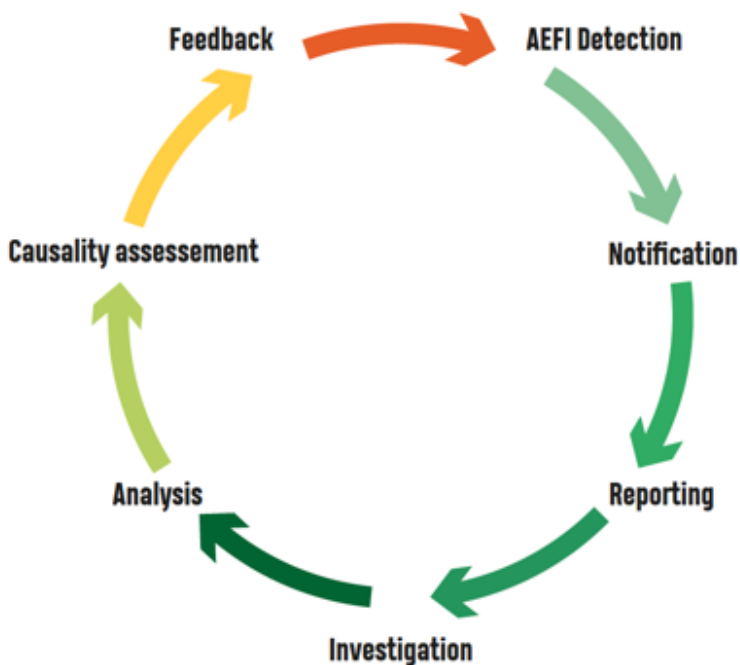 Feedback
AEFI Detection
Causality assessement
Notification
Analysis
Reporting
Investigation